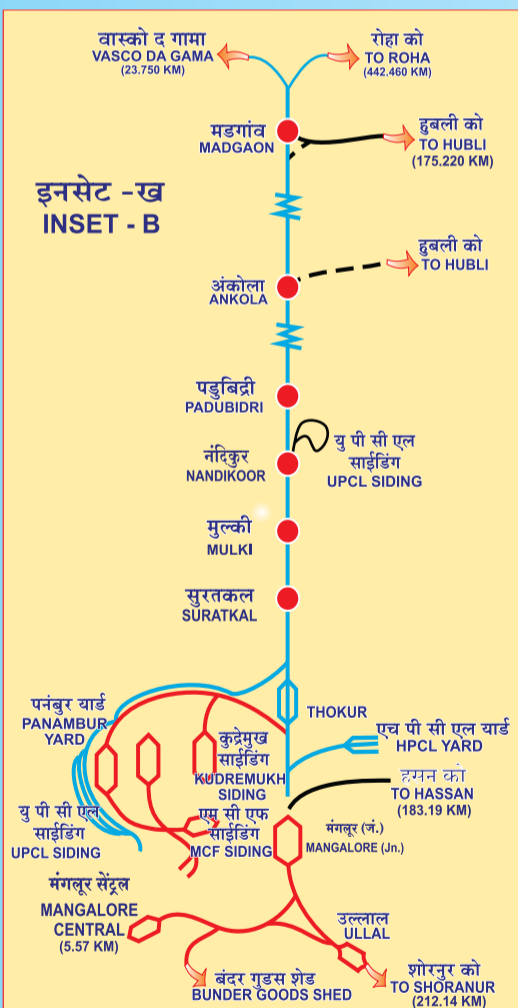 वास्को द गामा
VASCO DA GAMA
(23.750 KM)
रोहा को
TO ROHA
(442.460 KM)
मडगांव
MADGAON
हुबली को
TO HUBLI
(175.220 KM)
इनसेट -ख
INSET - B
हुबली को
TO HUBLI
अंकोला
ANKOLA
पडुबिद्री
PADUBIDRI
यु पी सी एल
साईडिंग
UPCL SIDING
नंदिकुर
NANDIKOOR
मुल्की
MULKI
सुरतकल
SURATKAL
पनंबुर यार्ड
PANAMBUR
YARD
THOKUR
कुद्रेमुख
साईडिंग
KUDREMUKH
SIDING
एच पी सी एल यार्ड
HPCL YARD
हसन को
TO HASSAN
(183.19 KM)
यु पी सी एल
साईडिंग
UPCL SIDING
एम सी एफ
साईडिंग
MCF SIDING
मंगलूर (जं.)
MANGALORE (Jn.)
मंगलूर सेंट्रल
MANGALORE
CENTRAL
(5.57 KM)
उल्लाल
ULLAL
बंदर गुडस शेड
BUNDER GOODS SHED
शोरनुर को
TO SHORANUR
(212.14 KM)